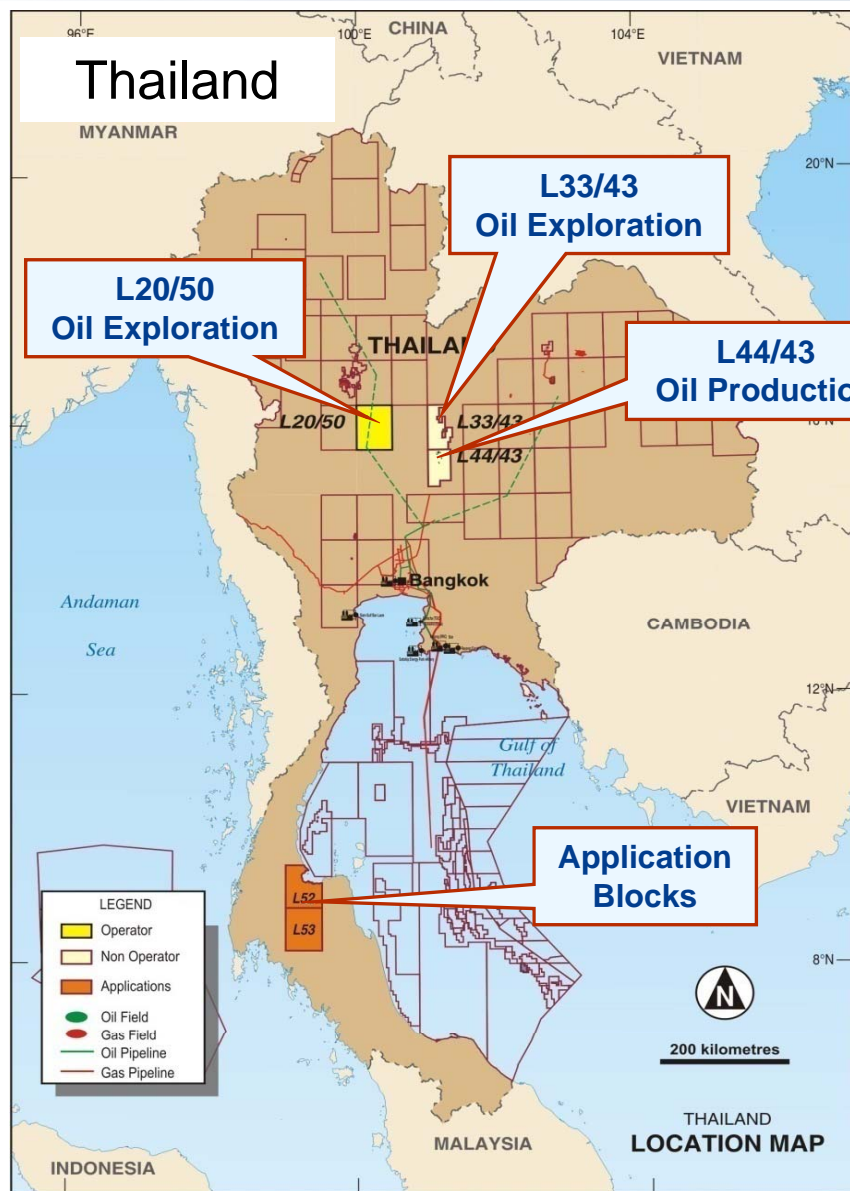 96°E
100°E
104°E
CHINA
VIETNAM
Thailand
MYANMAR
20°N
L33/43
Oil Exploration
L20/50
Oil Exploration
THAILA
L44/43
Oil Productio
L20/50
L33/43
L44/43
Bangkok
Andaman
Sea
CAMBODIA
12°N
Gulf of
Thailand
VIETNAM
Application
Blocks
L52
L53
LEGEND
Operator
Non Operator
Applications
Oil Field
Gas Field
Oil Pipeline
Gas Pipeline
8°N
N
200 kilometres
THAILAND
LOCATION MAP
MALAYSIA
INDONESIA